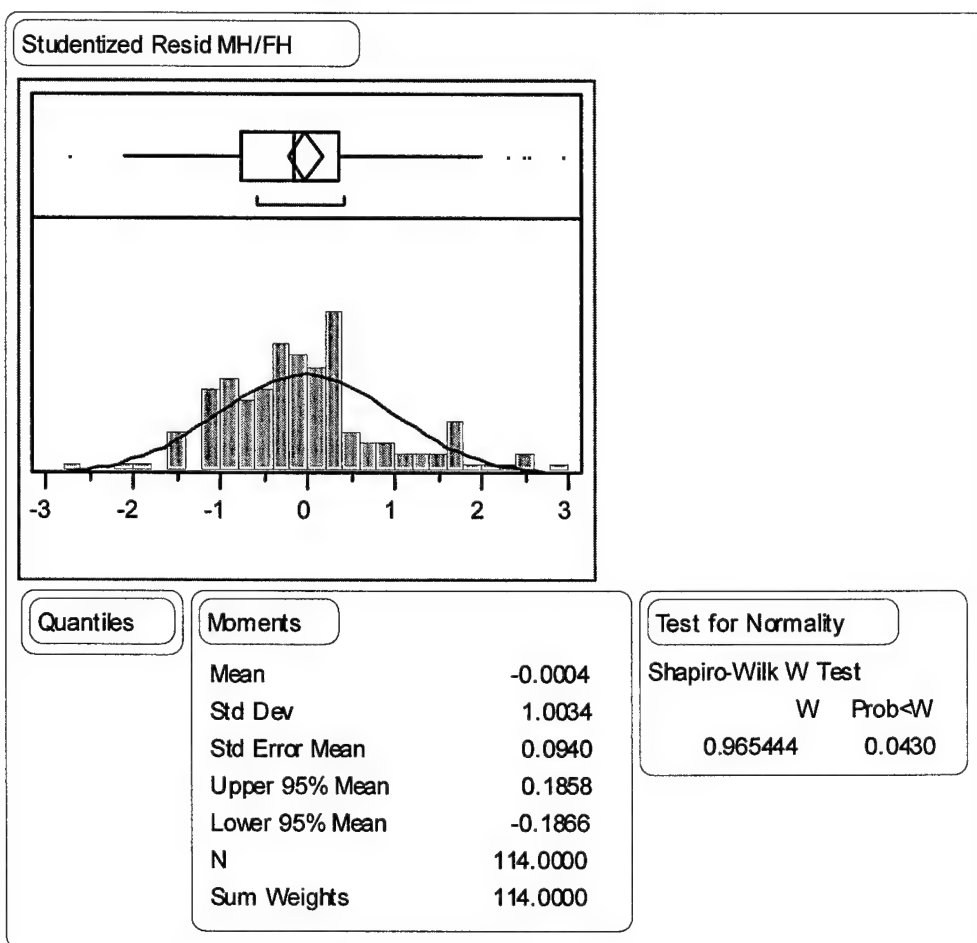 Studentized Resid MH/FH
-3 -2 -1 0 1 2 3
Quantiles
Moments
Mean -0.0004
Std Dev 1.0034
Std Error Mean 0.0940
Upper 95% Mean 0.1858
Lower 95% Mean -0.1866
N 114.0000
Sum Weights 114.0000
Test for Normality
Shapiro-Wilk W Test
W Prob<W
0.965444 0.0430